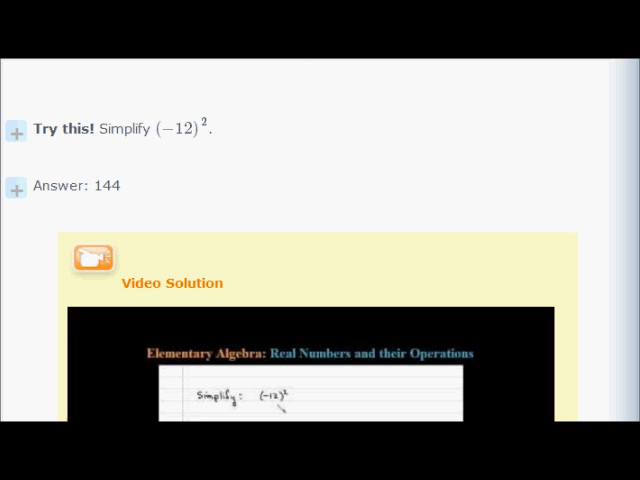 Try this! Simplify (−12)².
Answer: 144
Video Solution
Elementary Algebra: Real Numbers and their Operations
Simplify: (-12)²